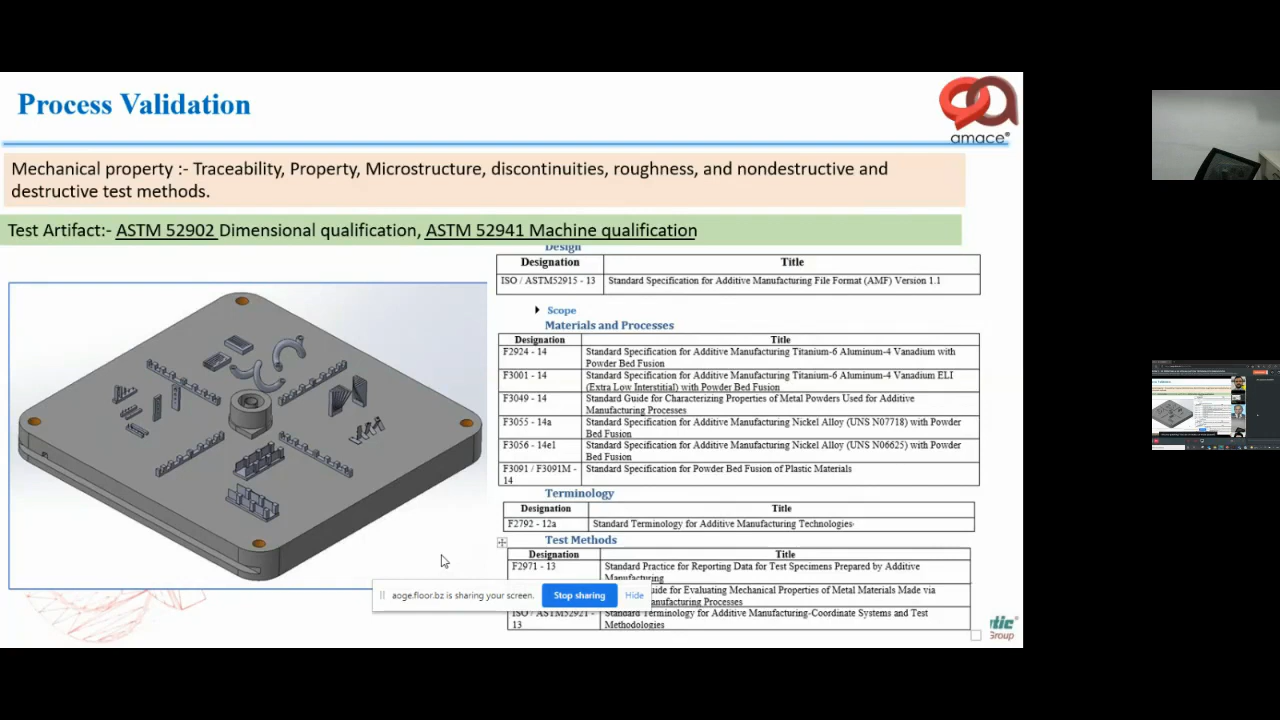 Process Validation
amace®
Mechanical property :- Traceability, Property, Microstructure, discontinuities, roughness, and nondestructive and
destructive test methods.
Test Artifact:- ASTM 52902 Dimensional qualification, ASTM 52941 Machine qualification
Design
Designation Title
ISO / ASTM52915 - 13 Standard Specification for Additive Manufacturing File Format (AMF) Version 1.1
Scope
Materials and Processes
Designation Title
F2924 - 14 Standard Specification for Additive Manufacturing Titanium-6 Aluminum-4 Vanadium with
Powder Bed Fusion
F3001 - 14 Standard Specification for Additive Manufacturing Titanium-6 Aluminum-4 Vanadium ELI
(Extra Low Interstitial) with Powder Bed Fusion
F3049 - 14 Standard Guide for Characterizing Properties of Metal Powders Used for Additive
Manufacturing Processes
F3055 - 14a Standard Specification for Additive Manufacturing Nickel Alloy (UNS N07718) with Powder
Bed Fusion
F3056 - 14e1 Standard Specification for Additive Manufacturing Nickel Alloy (UNS N06625) with Powder
Bed Fusion
F3091 / F3091M - Standard Specification for Powder Bed Fusion of Plastic Materials
14
Terminology
Designation Title
F2792 - 12a Standard Terminology for Additive Manufacturing Technologies
Test Methods
Designation Title
F2971 - 13 Standard Practice for Reporting Data for Test Specimens Prepared by Additive
Manufacturing
uide for Evaluating Mechanical Properties of Metal Materials Made via
anufacturing Processes
ISO / ASTM52921 - Standard Terminology for Additive Manufacturing-Coordinate Systems and Test
13 Methodologies
aoge.floor.bz is sharing your screen. Stop sharing Hide
tic
Group